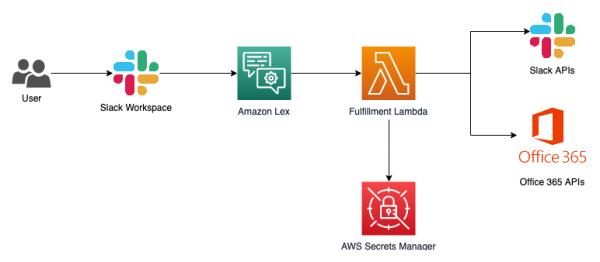 User
Slack Workspace
Amazon Lex
Fulfillment Lambda
Slack APIs
Office 365
Office 365 APIs
AWS Secrets Manager